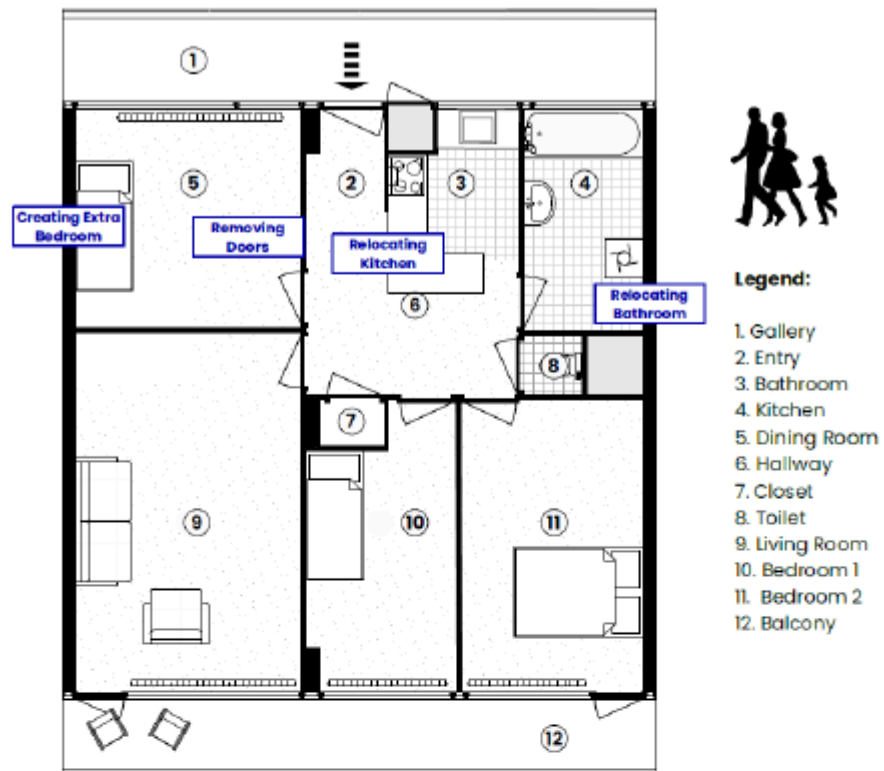 1
5
2
3
4
Creating Extra
Bedroom
Removing
Doors
Relocating
Kitchen
Relocating
Bathroom
6
8
7
9
10
11
12
Legend:
1. Gallery
2. Entry
3. Bathroom
4. Kitchen
5. Dining Room
6. Hallway
7. Closet
8. Toilet
9. Living Room
10. Bedroom 1
11. Bedroom 2
12. Balcony